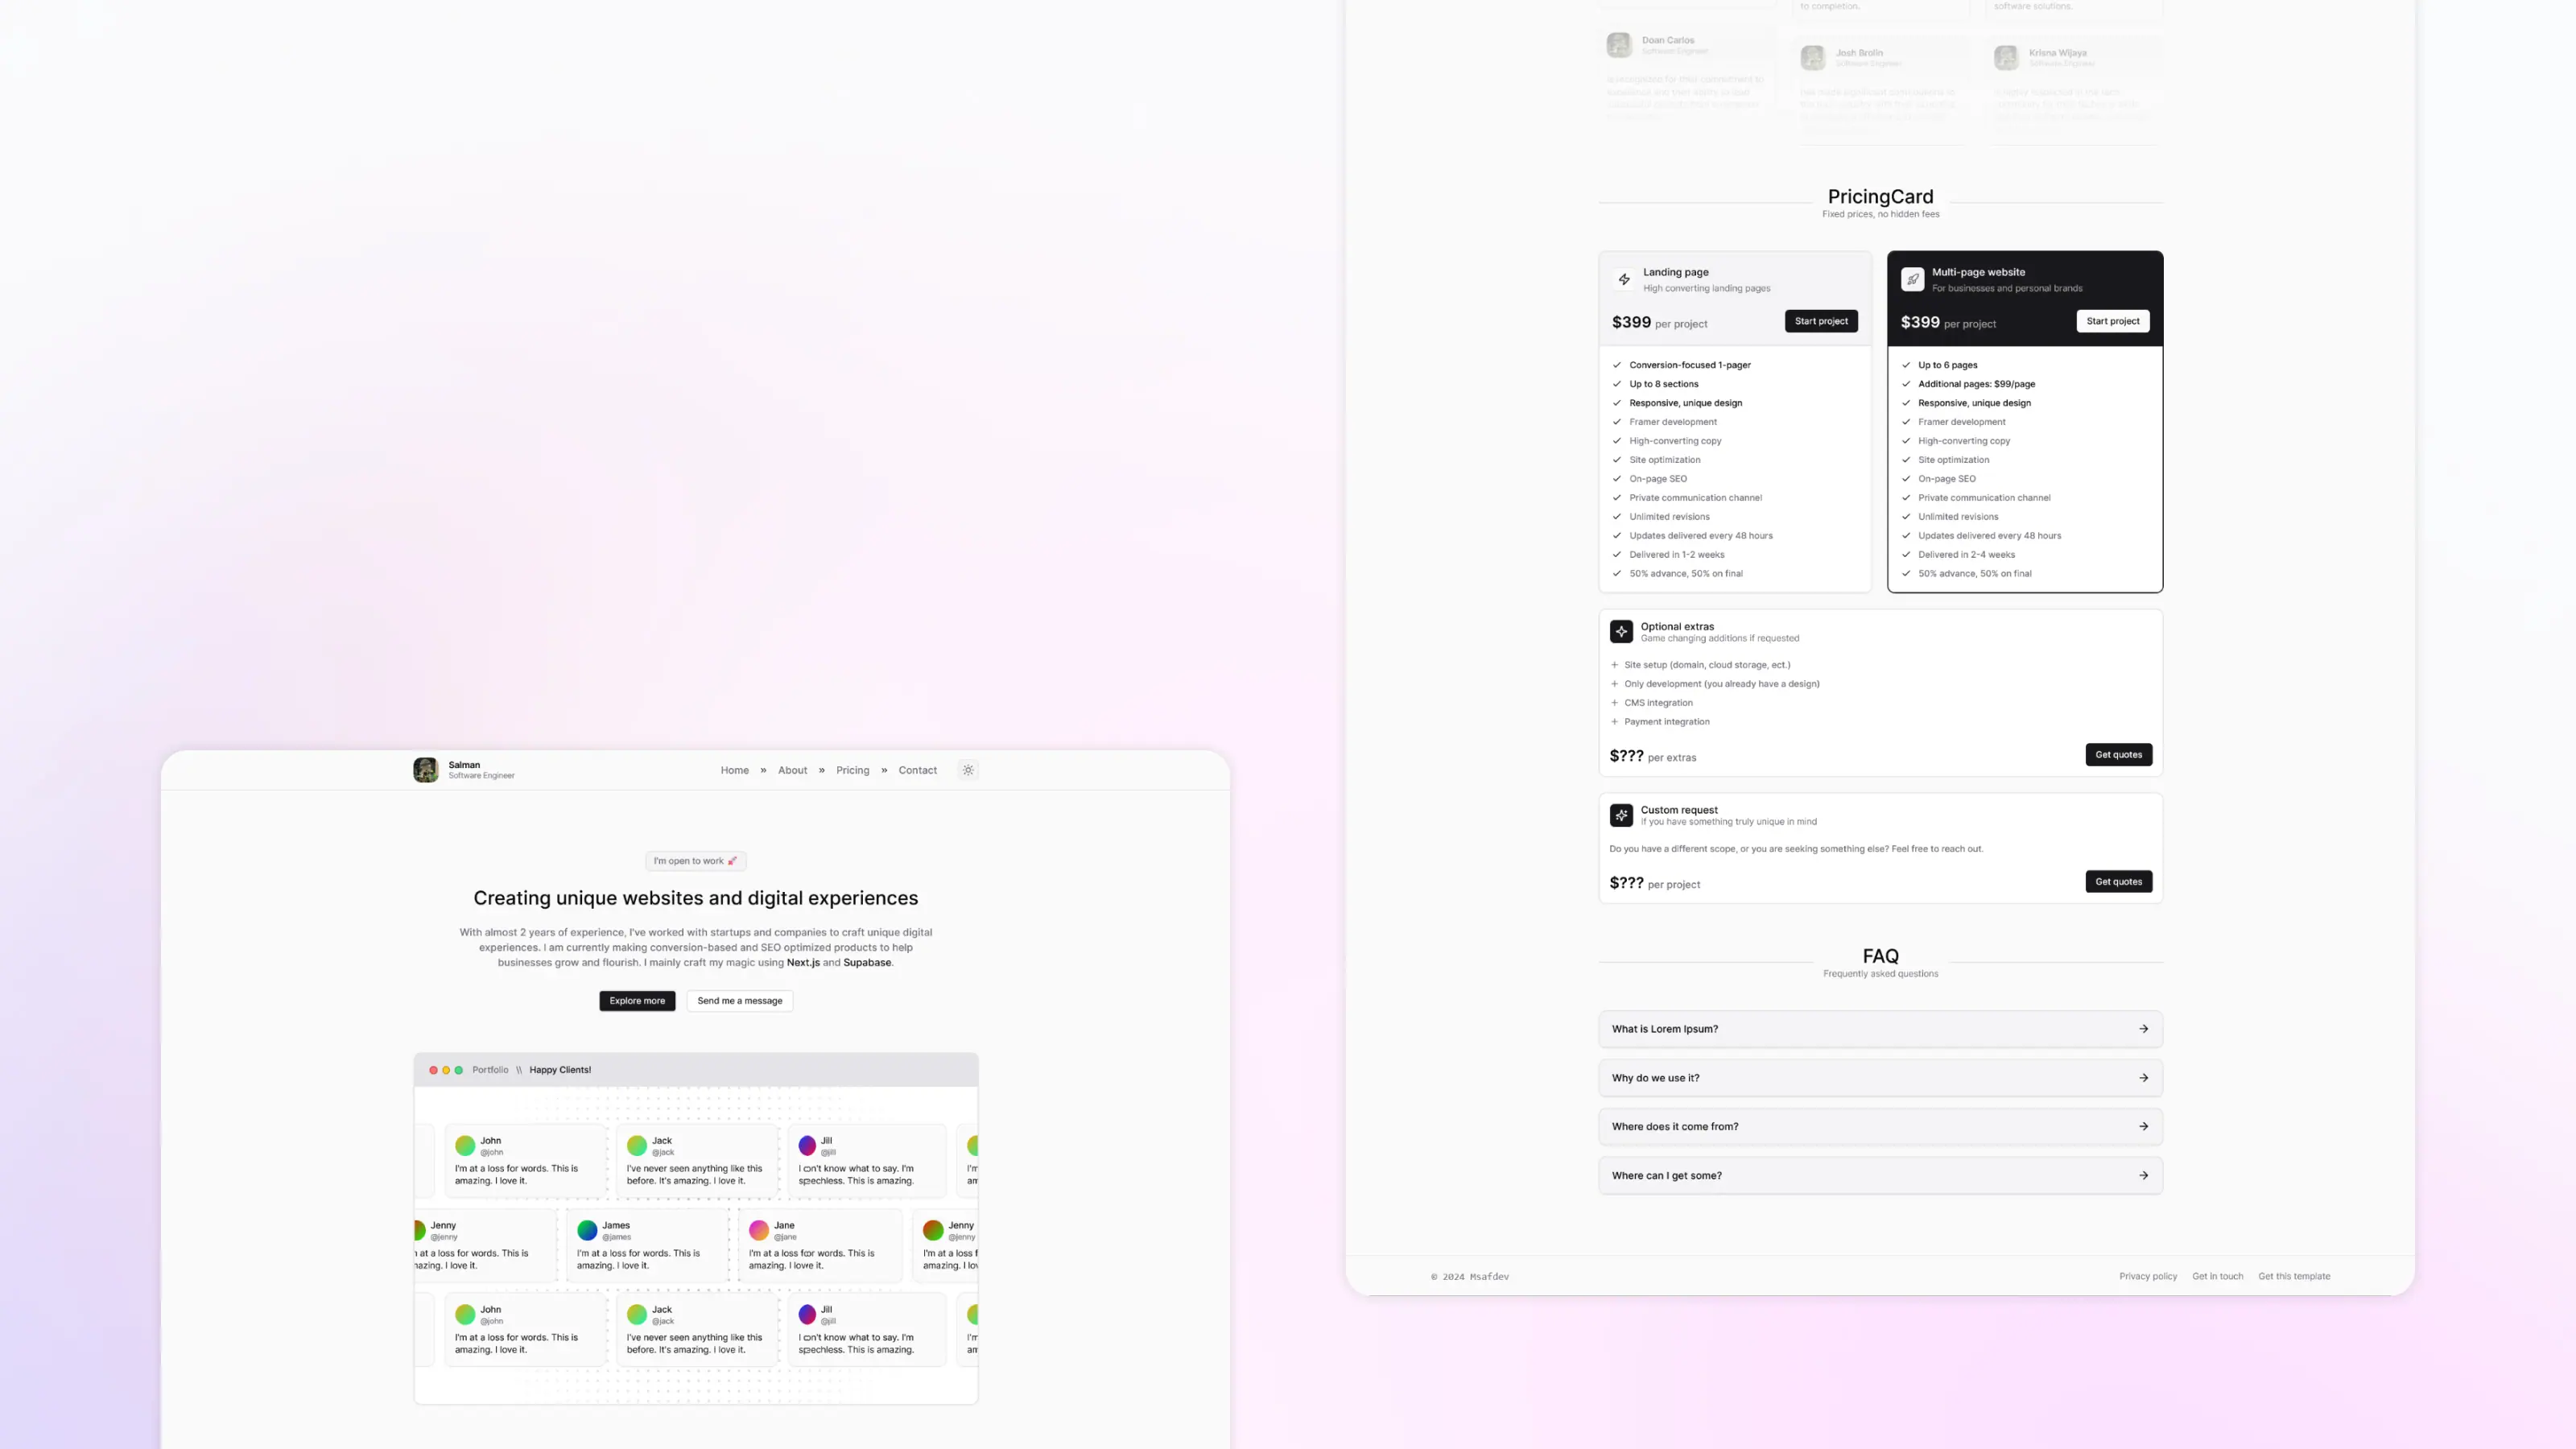 Salman
Software Engineer
Home » About » Pricing » Contact
I'm open to work 🚀
Creating unique websites and digital experiences
With almost 2 years of experience, I've worked with startups and companies to craft unique digital
experiences. I am currently making conversion-based and SEO optimized products to help
businesses grow and flourish. I mainly craft my magic using Next.js and Supabase.
Explore more
Send me a message
Portfolio \\ Happy Clients!
John
@john
I'm at a loss for words. This is
amazing. I love it.
Jack
@jack
I've never seen anything like this
before. It's amazing. I love it.
Jill
@jill
know what to say. I'm
This is amazing.
I'm
am
Jenny
@jenny
at a loss for words. This is
I love it.
James
@james
I'm at a loss for words. This is
amazing. I love it.
Jane
@jane
I'm at a loss for words. This is
amazing. I love it.
Jenny
@jenny
I'm at a loss f
amazing. I lov
John
@john
I'm at a loss for words. This is
amazing. I love it.
Jack
@jack
I've never seen anything like this
before. It's amazing. I love it.
Jill
@jill
know what to say. I'm
This is amazing.
I'm
am
to completion.
software solutions.
Doan Carlos
Software Engineer
Josh Brolin
Software Engineer
Krisna Wijaya
Software Engineer
PricingCard
Fixed prices, no hidden fees
Landing page
High converting landing pages
$399 per project
Start project
Conversion-focused 1-pager
Up to 8 sections
Responsive, unique design
Framer development
High-converting copy
Site optimization
On-page SEO
Private communication channel
Unlimited revisions
Updates delivered every 48 hours
Delivered in 1-2 weeks
50% advance, 50% on final
Multi-page website
For businesses and personal brands
$399 per project
Start project
Up to 6 pages
Additional pages: $99/page
Responsive, unique design
Framer development
High-converting copy
Site optimization
On-page SEO
Private communication channel
Unlimited revisions
Updates delivered every 48 hours
Delivered in 2-4 weeks
50% advance, 50% on final
Optional extras
Game changing additions if requested
+ Site setup (domain, cloud storage, ect.)
+ Only development (you already have a design)
+ CMS integration
+ Payment integration
$??? per extras
Get quotes
Custom request
If you have something truly unique in mind
Do you have a different scope, or you are seeking something else? Feel free to reach out.
$??? per project
Get quotes
FAQ
Frequently asked questions
What is Lorem Ipsum?
Why do we use it?
Where does it come from?
Where can I get some?
© 2024 Msafdev
Privacy policy
Get in touch
Get this template